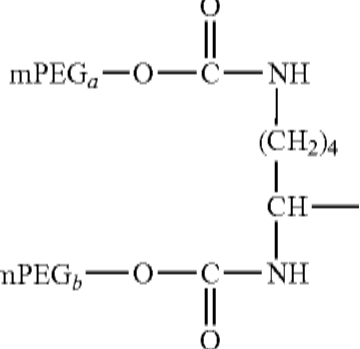 O
mPEGa—O—C—NH
(CH2)4
CH—
mPEGb—O—C—NH
O